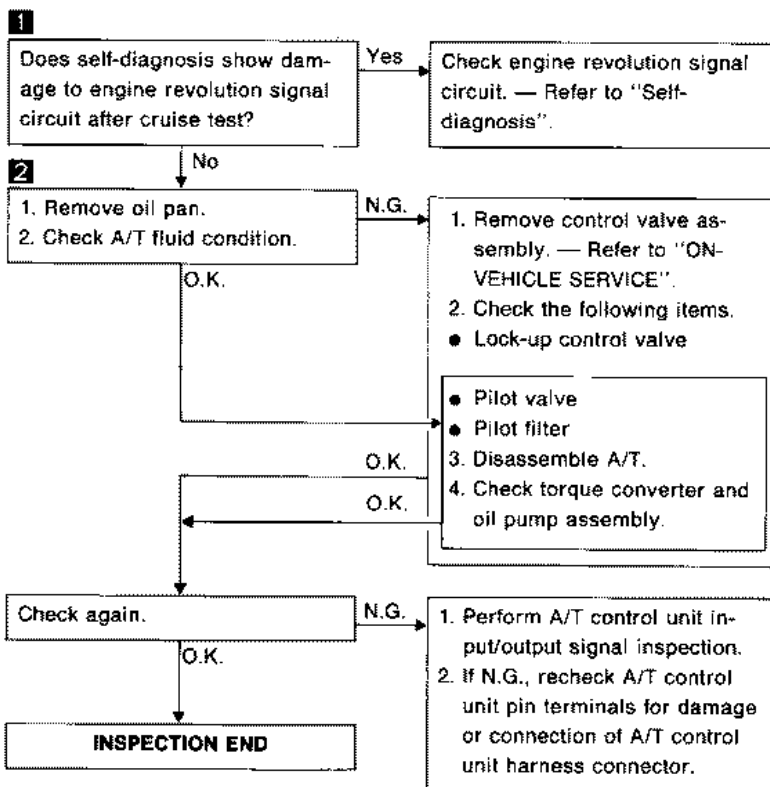 1
Does self-diagnosis show dam-
age to engine revolution signal
circuit after cruise test?
Yes
Check engine revolution signal
circuit. — Refer to "Self-
diagnosis".
No
2
1. Remove oil pan.
2. Check A/T fluid condition.
N.G.
O.K.
1. Remove control valve as-
sembly. — Refer to "ON-
VEHICLE SERVICE".
2. Check the following items.
● Lock-up control valve
● Pilot valve
● Pilot filter
3. Disassemble A/T.
4. Check torque converter and
oil pump assembly.
O.K.
O.K.
Check again.
N.G.
O.K.
1. Perform A/T control unit in-
put/output signal inspection.
2. If N.G., recheck A/T control
unit pin terminals for damage
or connection of A/T control
unit harness connector.
INSPECTION END